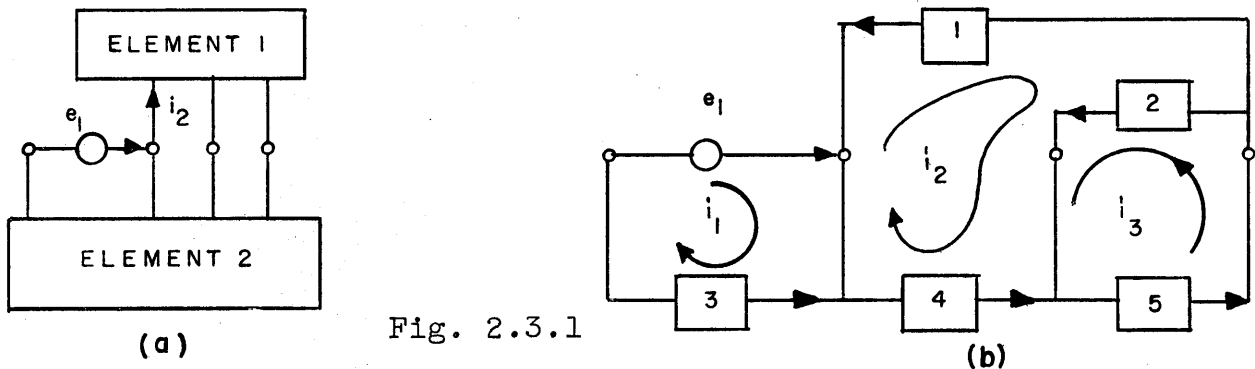 ELEMENT 1
e1
i2
ELEMENT 2
(a)
Fig. 2.3.1
1
2
e1
i2
i1
i3
3
4
5
(b)